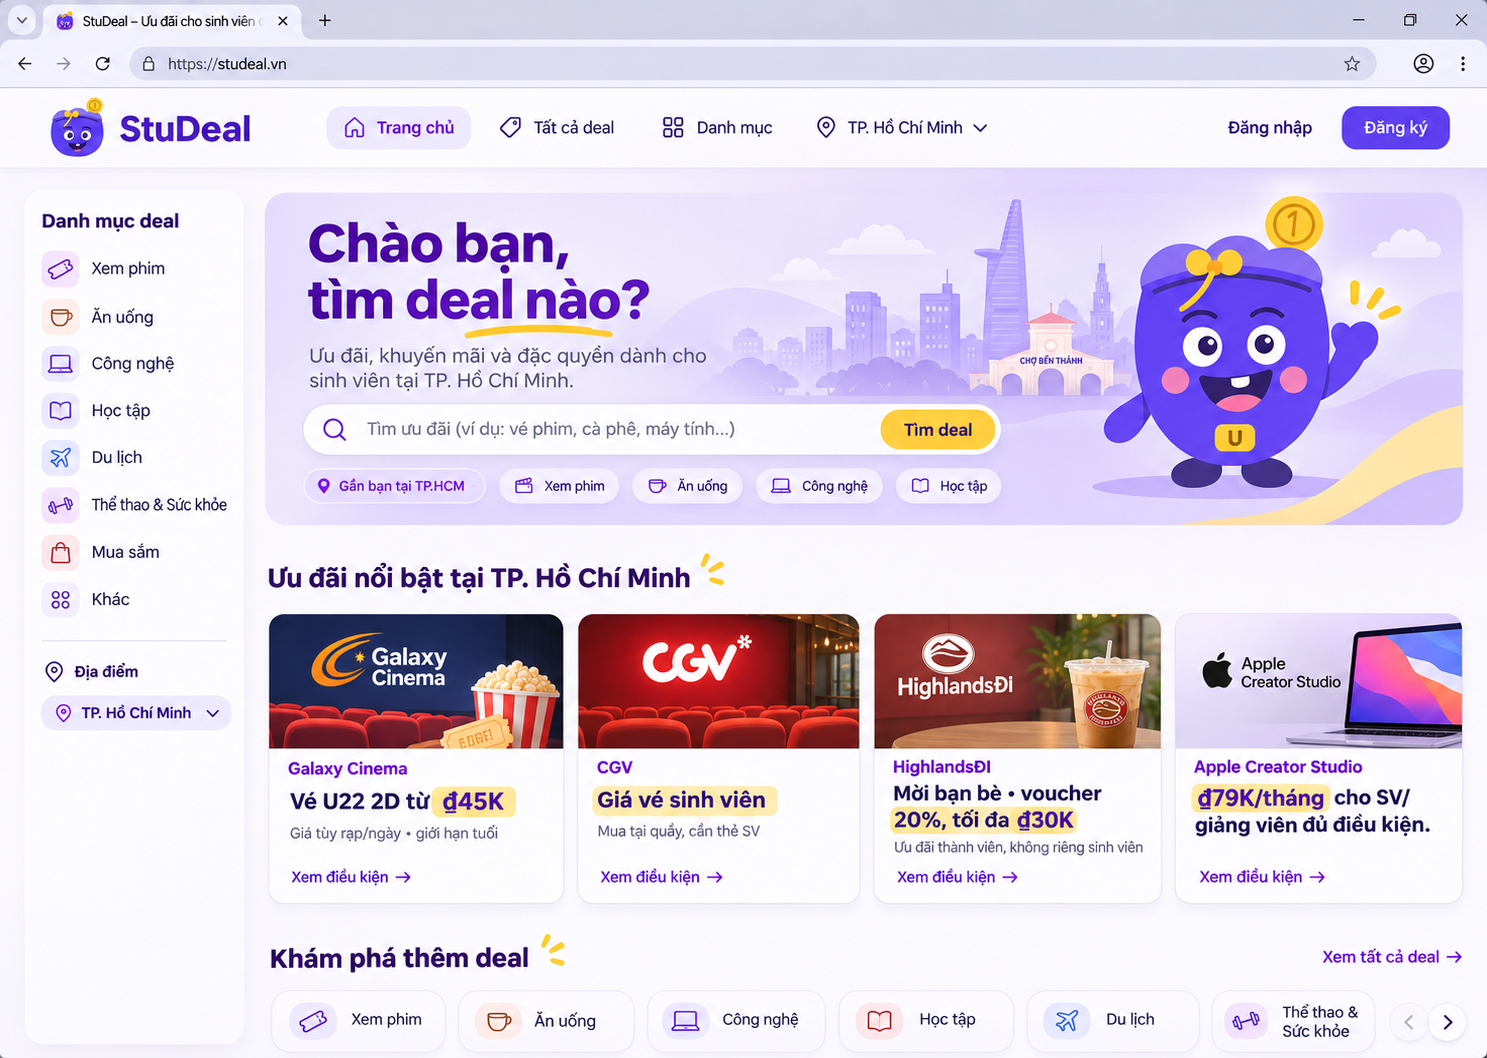 StuDeal – Ưu đãi cho sinh viên
https://studeal.vn
StuDeal
Trang chủ
Tất cả deal
Danh mục
TP. Hồ Chí Minh
Đăng nhập
Đăng ký
Danh mục deal
Xem phim
Ăn uống
Công nghệ
Học tập
Du lịch
Thể thao & Sức khỏe
Mua sắm
Khác
Địa điểm
TP. Hồ Chí Minh
Chào bạn,
tìm deal nào?
Ưu đãi, khuyến mãi và đặc quyền dành cho
sinh viên tại TP. Hồ Chí Minh.
Tìm ưu đãi (ví dụ: vé phim, cà phê, máy tính...)
Tìm deal
Gần bạn tại TP.HCM
Xem phim
Ăn uống
Công nghệ
Học tập
CHỢ BẾN THÀNH
1
U
Ưu đãi nổi bật tại TP. Hồ Chí Minh
Galaxy
Cinema
Galaxy Cinema
Vé U22 2D từ ₫45K
Giá tùy rạp/ngày • giới hạn tuổi
Xem điều kiện →
CGV*
CGV
Giá vé sinh viên
Mua tại quầy, cần thẻ SV
Xem điều kiện →
HighlandsĐi
HighlandsĐI
Mời bạn bè • voucher
20%, tối đa ₫30K
Ưu đãi thành viên, không riêng sinh viên
Xem điều kiện →
Apple
Creator Studio
Apple Creator Studio
₫79K/tháng cho SV/
giảng viên đủ điều kiện.
Xem điều kiện →
Khám phá thêm deal
Xem tất cả deal →
Xem phim
Ăn uống
Công nghệ
Học tập
Du lịch
Thể thao &
Sức khỏe